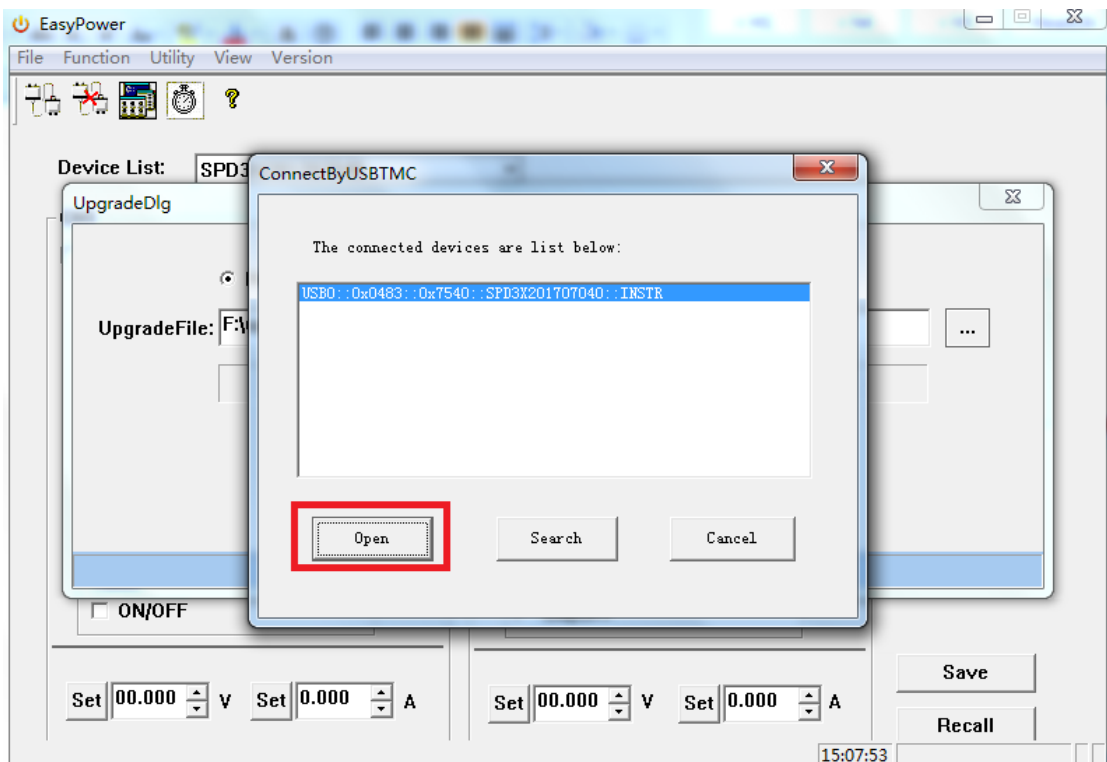 EasyPower
File Function Utility View Version
Device List: SPD3
ConnectByUSBTMC
UpgradeDlg
The connected devices are list below:
USB0::0x0483::0x7540::SPD3X201707040::INSTR
UpgradeFile: F:\
...
Open Search Cancel
ON/OFF
Save
Set 00.000 V Set 0.000 A Set 00.000 V Set 0.000 A
Recall
15:07:53